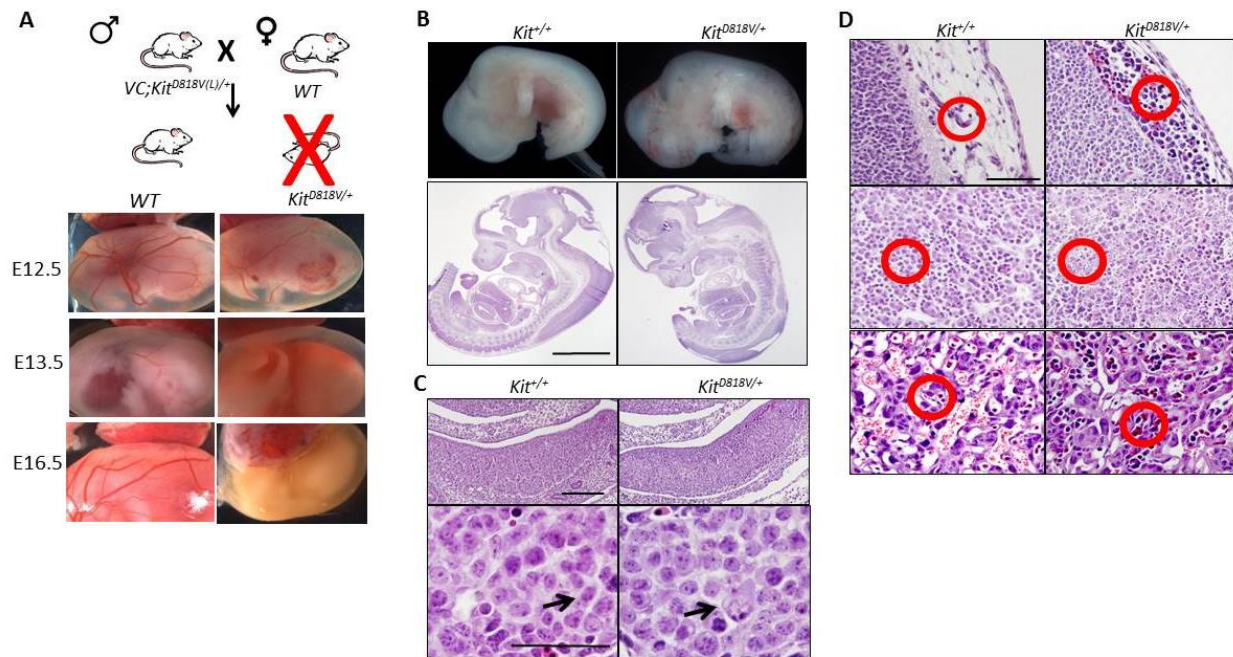 A
♂ X ♀
VC;Kit^D818V(L)/+ WT
WT Kit^D818V/+
E12.5
E13.5
E16.5
B
Kit^+/+ Kit^D818V/+
C
Kit^+/+ Kit^D818V/+
D
Kit^+/+ Kit^D818V/+